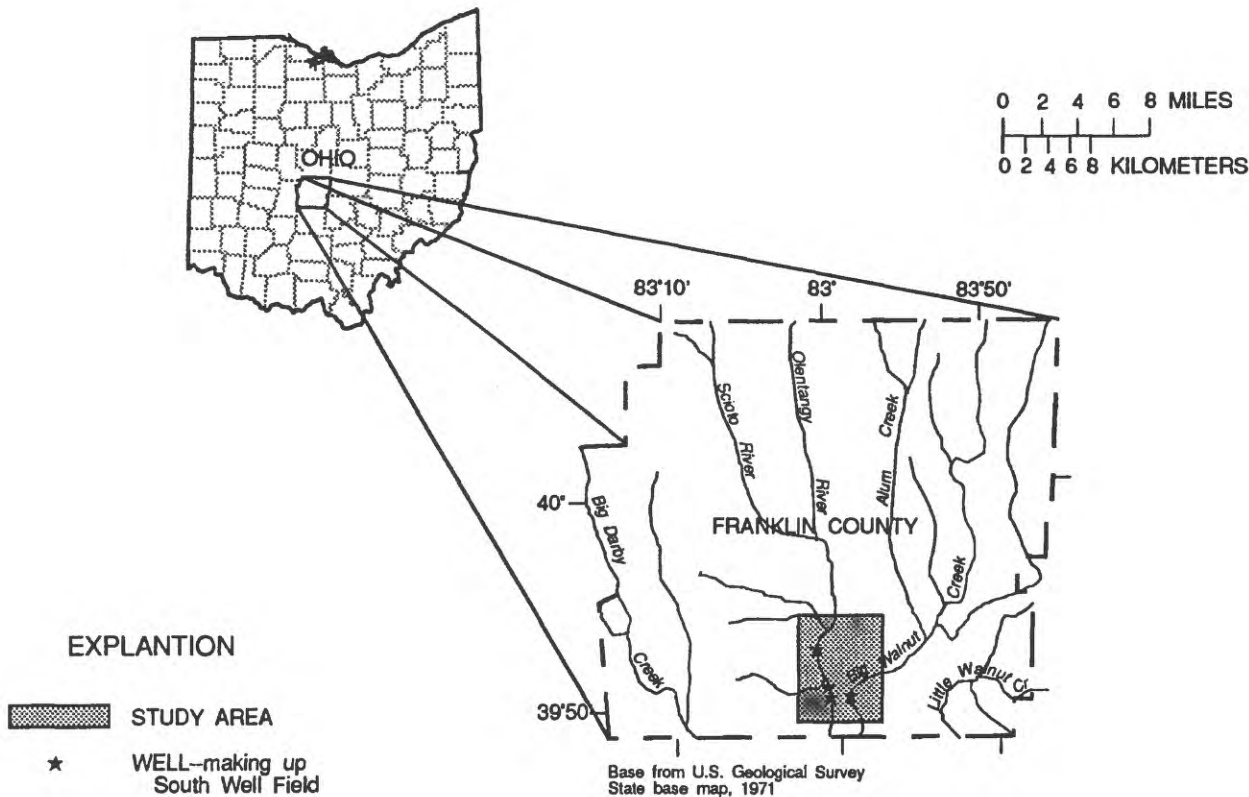 OHIO
0 2 4 6 8 MILES
0 2 4 6 8 KILOMETERS
83°10'
83°
83°50'
Scioto River
Olentangy River
Alum Creek
Big Darby Creek
40°
FRANKLIN COUNTY
Creek
Big Walnut
Little Walnut Cr
39°50'
EXPLANTION
STUDY AREA
WELL--making up
South Well Field
Base from U.S. Geological Survey
State base map, 1971